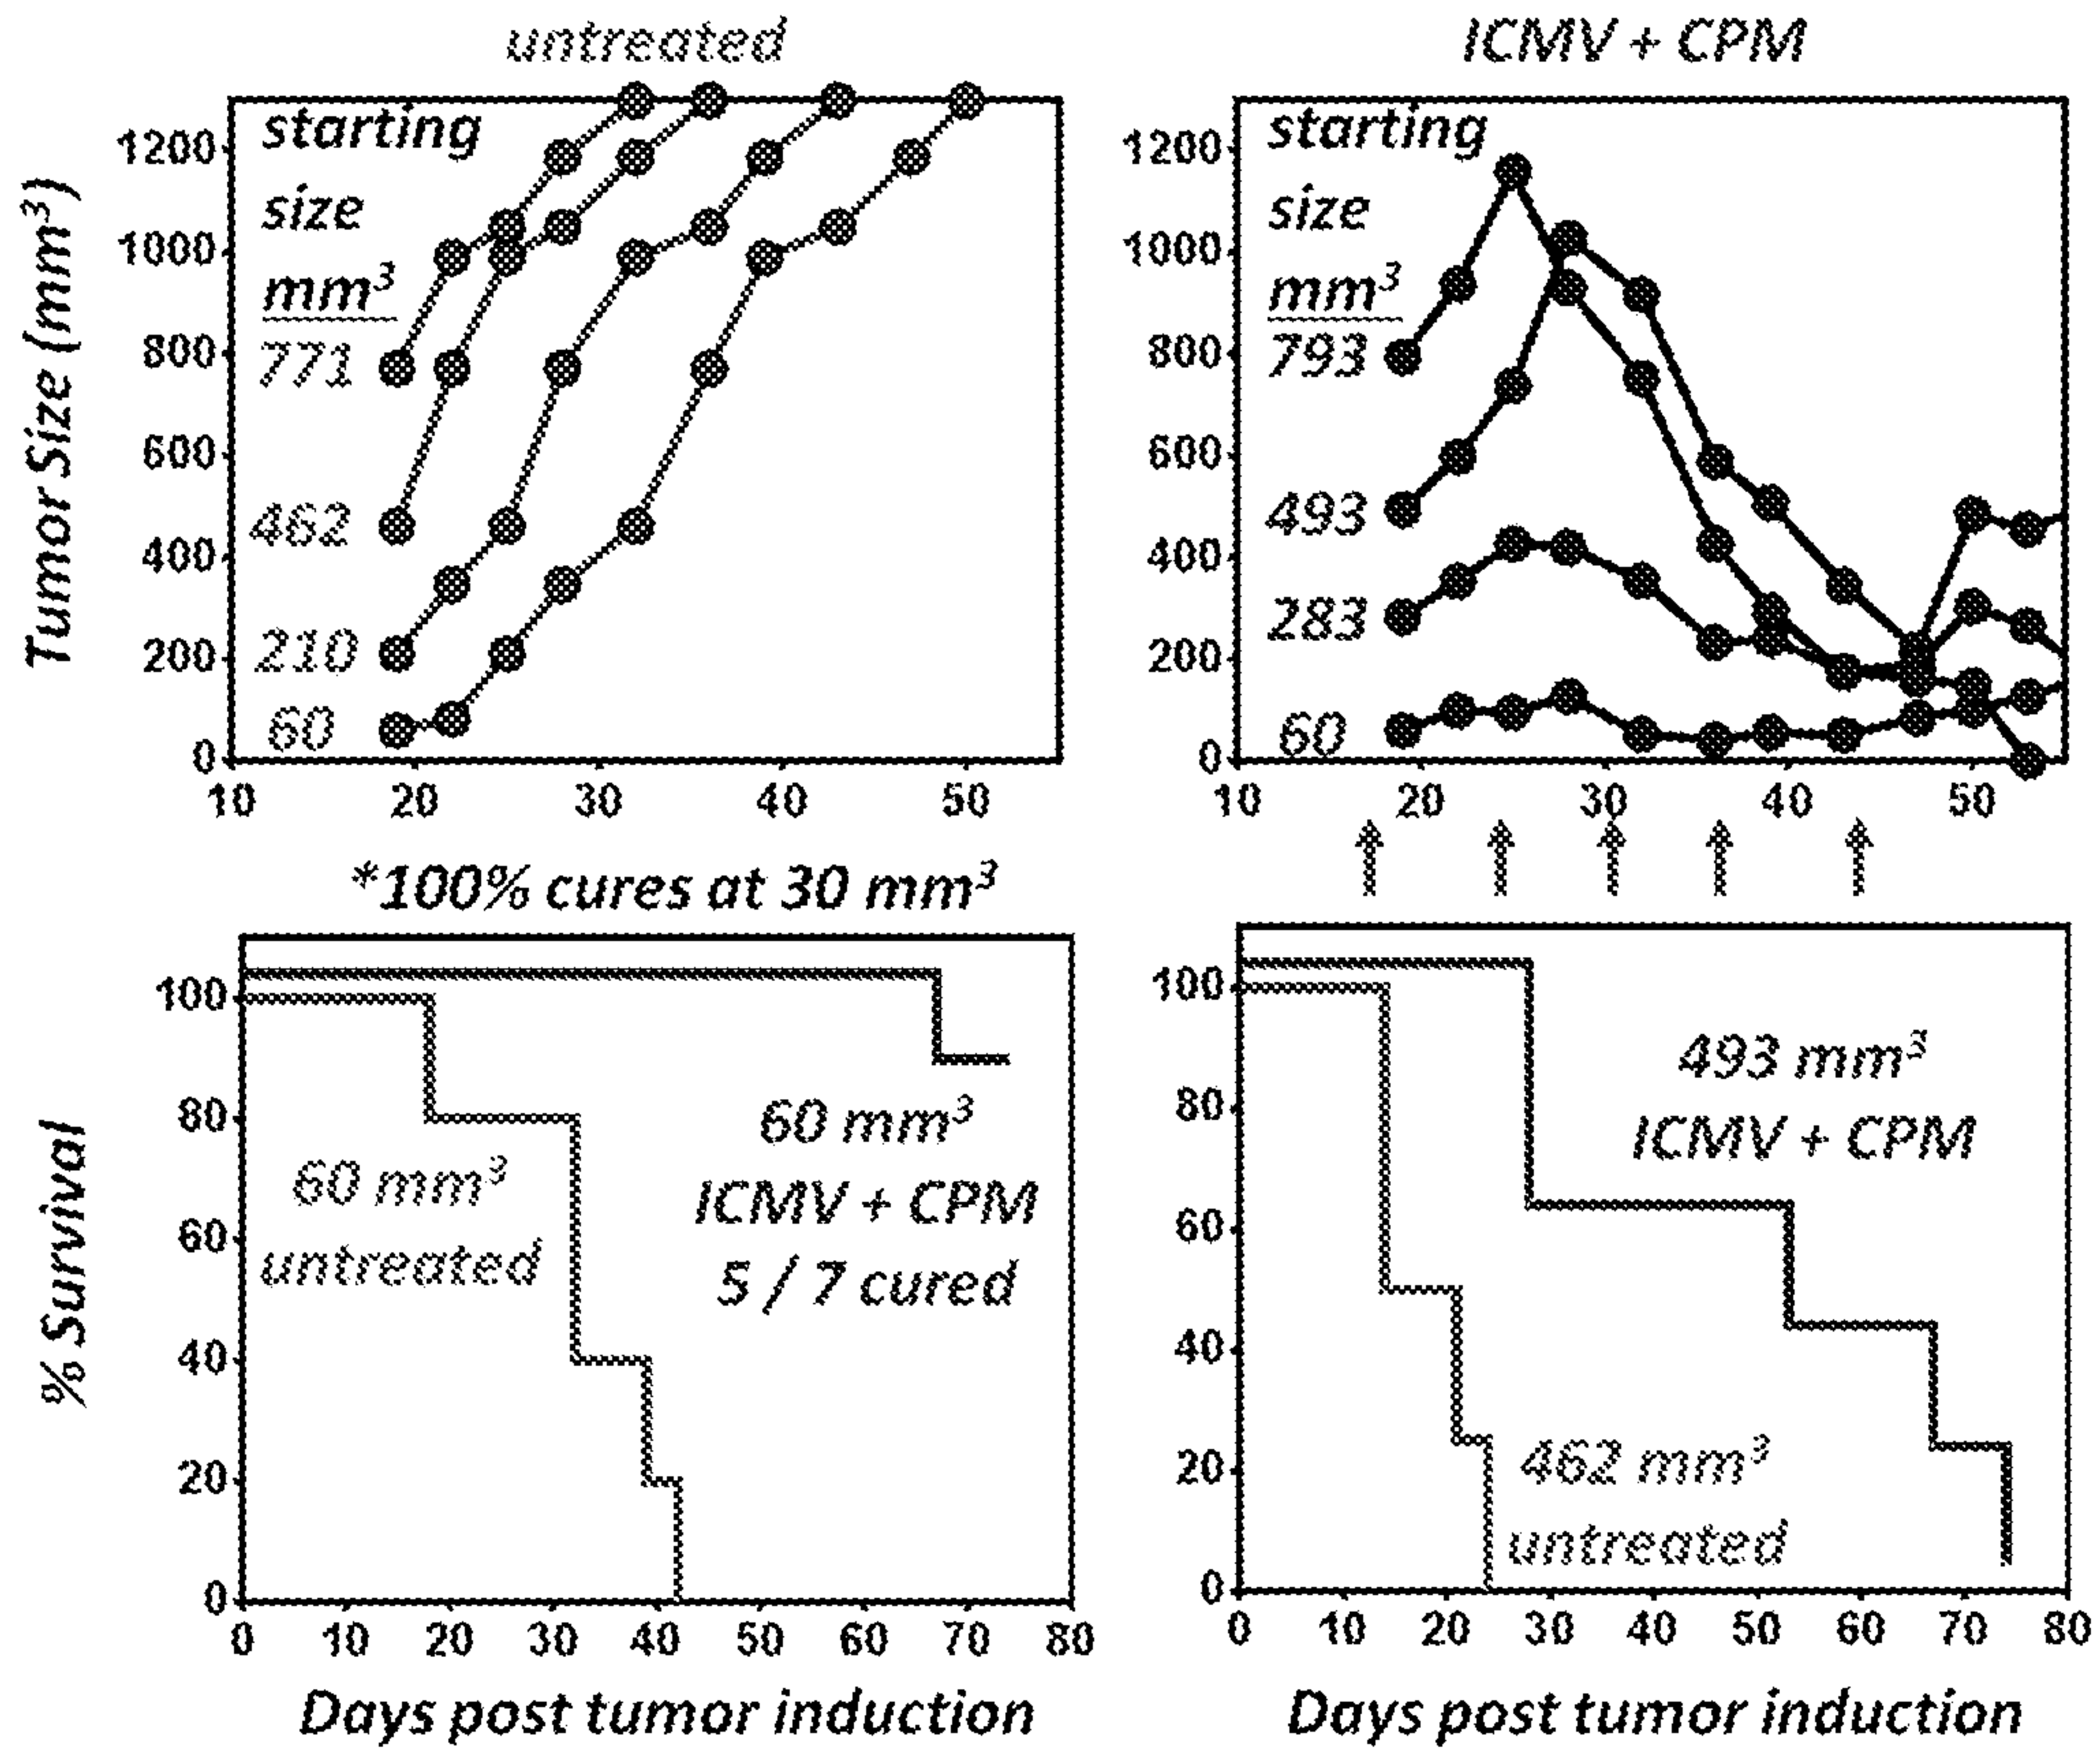 untreated
ICMV + CPM
Tumor Size (mm³)
1200
1000
800
600
400
200
0
starting
size
mm³
771
462
210
60
10 20 30 40 50
1200
1000
800
600
400
200
0
starting
size
mm³
793
493
283
60
10 20 30 40 50
*100% cures at 30 mm³
% Survival
100
80
60
40
20
0
60 mm³
untreated
60 mm³
ICMV + CPM
5 / 7 cured
0 10 20 30 40 50 60 70 80
Days post tumor induction
100
80
60
40
20
0
493 mm³
ICMV + CPM
462 mm³
untreated
0 10 20 30 40 50 60 70 80
Days post tumor induction